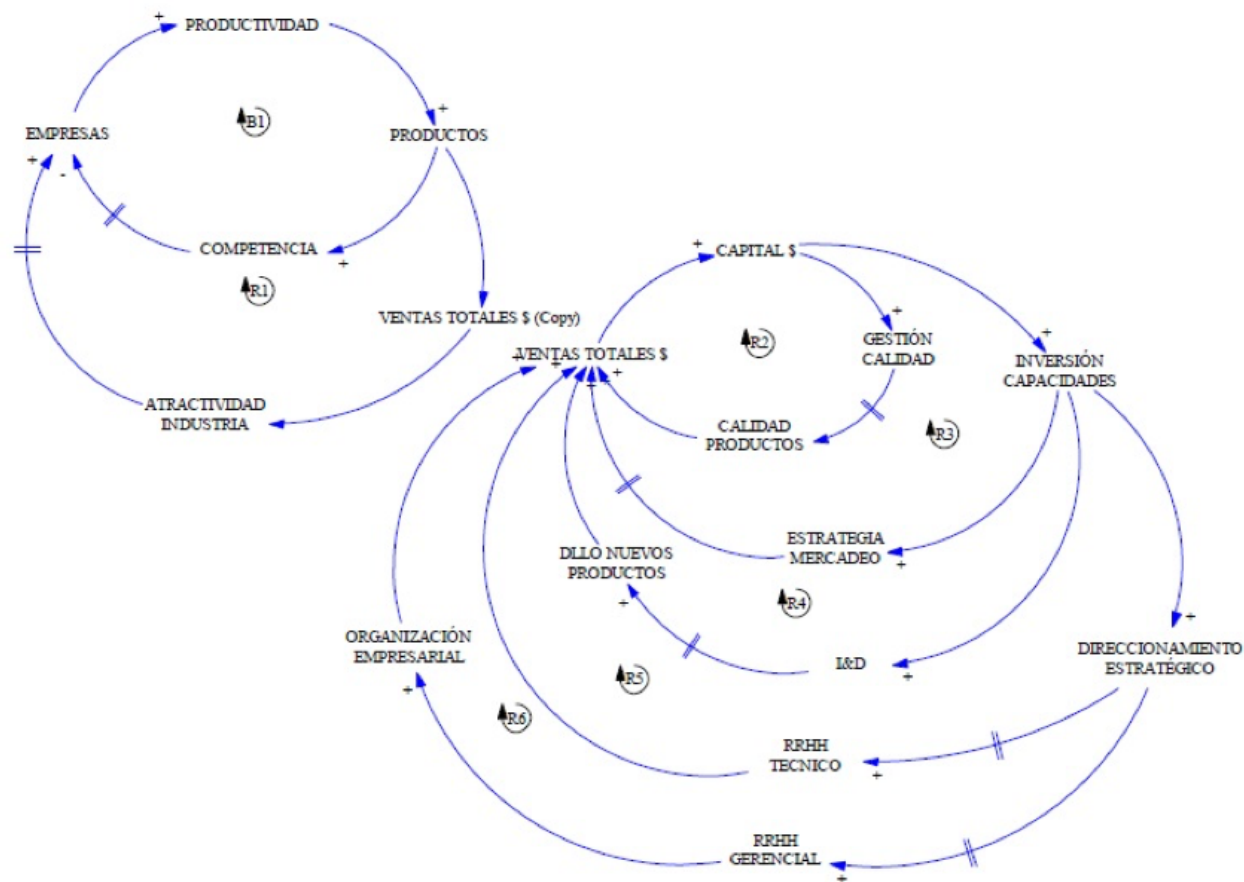 PRODUCTIVIDAD
+
+
B1
EMPRESAS
PRODUCTOS
+
-
COMPETENCIA
+
R1
VENTAS TOTALES $ (Copy)
ATRACTIVIDAD
INDUSTRIA
CAPITAL $
+
+
+
R2
GESTIÓN
CALIDAD
VENTAS TOTALES $
+
+
+
+
+
INVERSIÓN
CAPACIDADES
CALIDAD
PRODUCTOS
R3
ESTRATEGIA
MERCADEO
+
DLLO NUEVOS
PRODUCTOS
+
R4
ORGANIZACIÓN
EMPRESARIAL
+
I&D
+
R5
+
DIRECCIONAMIENTO
ESTRATÉGICO
R6
RRHH
TECNICO
+
RRHH
GERENCIAL
+